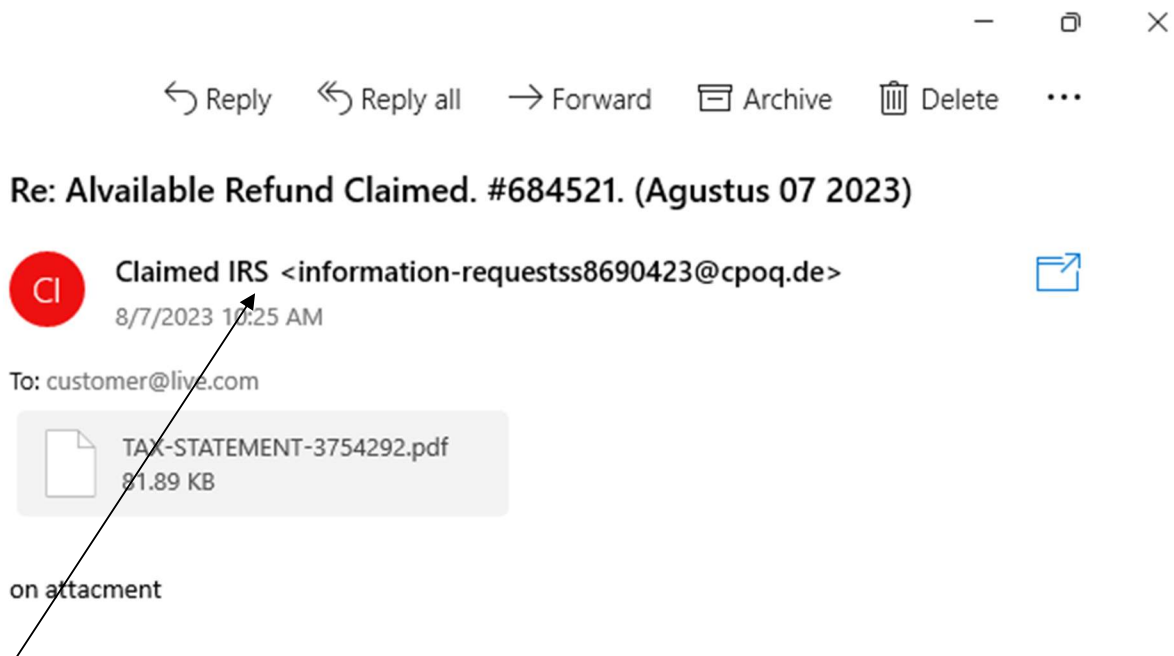 Reply Reply all Forward Archive Delete ...
Re: Alvailable Refund Claimed. #684521. (Agustus 07 2023)
CI
Claimed IRS <information-requestss8690423@cpoq.de>
8/7/2023 10:25 AM
To: customer@live.com
TAX-STATEMENT-3754292.pdf
81.89 KB
on attacment